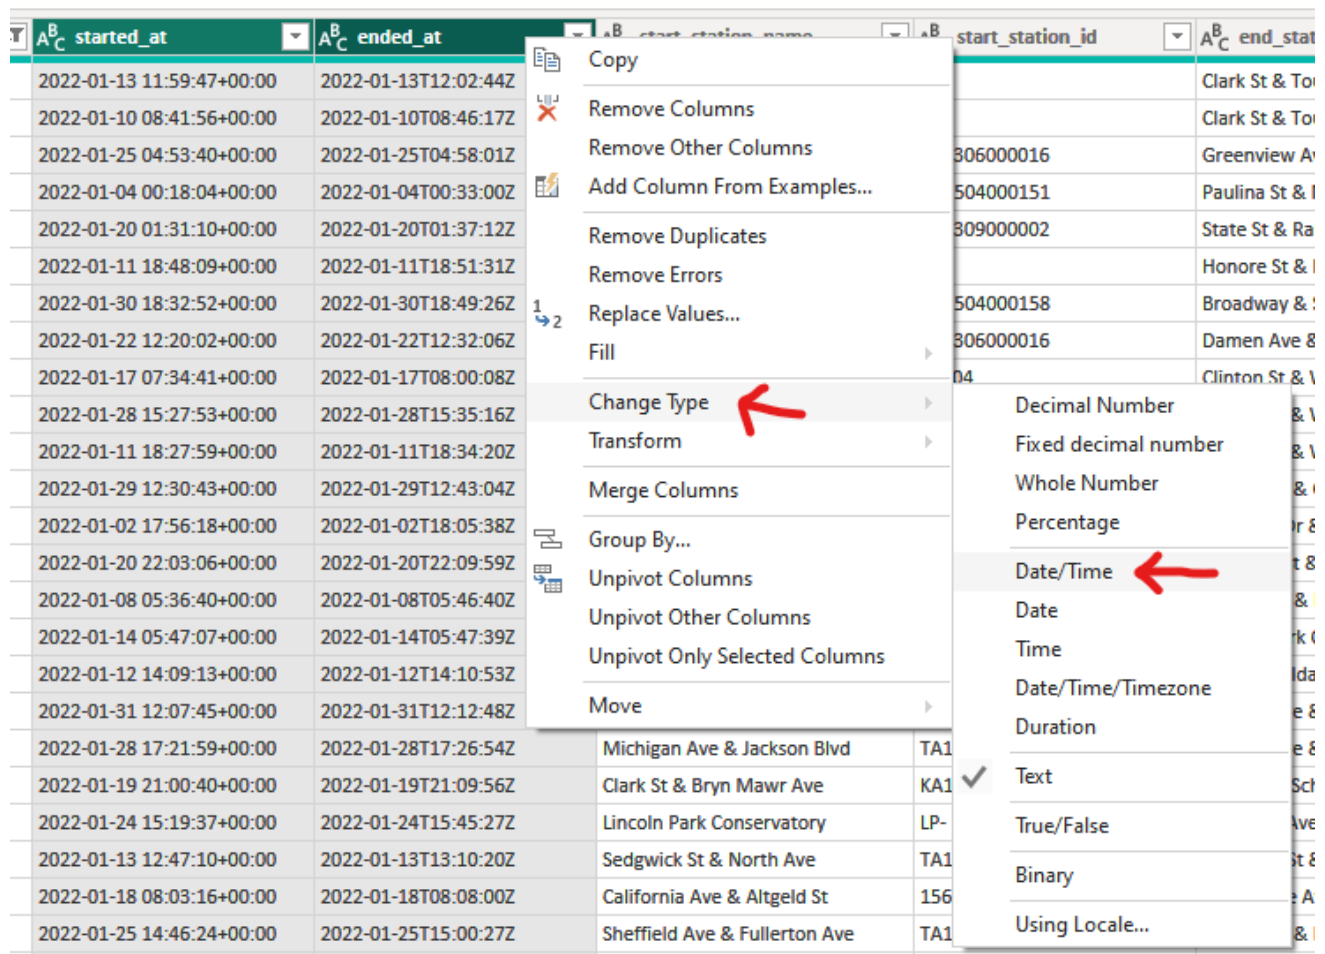 ABC started_at ABC ended_at ABC start_station_name ABC start_station_id ABC end_stat
2022-01-13 11:59:47+00:00 2022-01-13T12:02:44Z Clark St & To
2022-01-10 08:41:56+00:00 2022-01-10T08:46:17Z Clark St & To
2022-01-25 04:53:40+00:00 2022-01-25T04:58:01Z 306000016 Greenview A
2022-01-04 00:18:04+00:00 2022-01-04T00:33:00Z 504000151 Paulina St &
2022-01-20 01:31:10+00:00 2022-01-20T01:37:12Z 309000002 State St & Ra
2022-01-11 18:48:09+00:00 2022-01-11T18:51:31Z Honore St &
2022-01-30 18:32:52+00:00 2022-01-30T18:49:26Z 504000158 Broadway &
2022-01-22 12:20:02+00:00 2022-01-22T12:32:06Z 306000016 Damen Ave &
2022-01-17 07:34:41+00:00 2022-01-17T08:00:08Z 04 Clinton St &
2022-01-28 15:27:53+00:00 2022-01-28T15:35:16Z
2022-01-11 18:27:59+00:00 2022-01-11T18:34:20Z
2022-01-29 12:30:43+00:00 2022-01-29T12:43:04Z
2022-01-02 17:56:18+00:00 2022-01-02T18:05:38Z
2022-01-20 22:03:06+00:00 2022-01-20T22:09:59Z
2022-01-08 05:36:40+00:00 2022-01-08T05:46:40Z
2022-01-14 05:47:07+00:00 2022-01-14T05:47:39Z
2022-01-12 14:09:13+00:00 2022-01-12T14:10:53Z
2022-01-31 12:07:45+00:00 2022-01-31T12:12:48Z
2022-01-28 17:21:59+00:00 2022-01-28T17:26:54Z Michigan Ave & Jackson Blvd TA1
2022-01-19 21:00:40+00:00 2022-01-19T21:09:56Z Clark St & Bryn Mawr Ave KA1
2022-01-24 15:19:37+00:00 2022-01-24T15:45:27Z Lincoln Park Conservatory LP-
2022-01-13 12:47:10+00:00 2022-01-13T13:10:20Z Sedgwick St & North Ave TA1
2022-01-18 08:03:16+00:00 2022-01-18T08:08:00Z California Ave & Altgeld St 156
2022-01-25 14:46:24+00:00 2022-01-25T15:00:27Z Sheffield Ave & Fullerton Ave TA1
Copy
Remove Columns
Remove Other Columns
Add Column From Examples...
Remove Duplicates
Remove Errors
1 2 Replace Values...
Fill
Change Type
Transform
Merge Columns
Group By...
Unpivot Columns
Unpivot Other Columns
Unpivot Only Selected Columns
Move
Decimal Number
Fixed decimal number
Whole Number
Percentage
Date/Time
Date
Time
Date/Time/Timezone
Duration
Text
True/False
Binary
Using Locale...